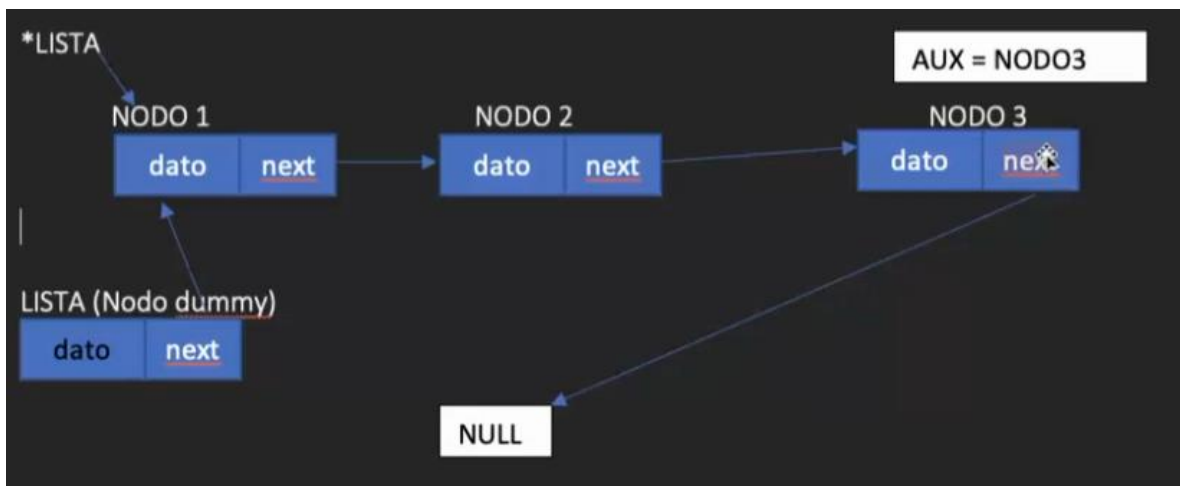 *LISTA
AUX = NODO3
NODO 1
NODO 2
NODO 3
dato next
dato next
dato next
LISTA (Nodo dummy)
dato next
NULL